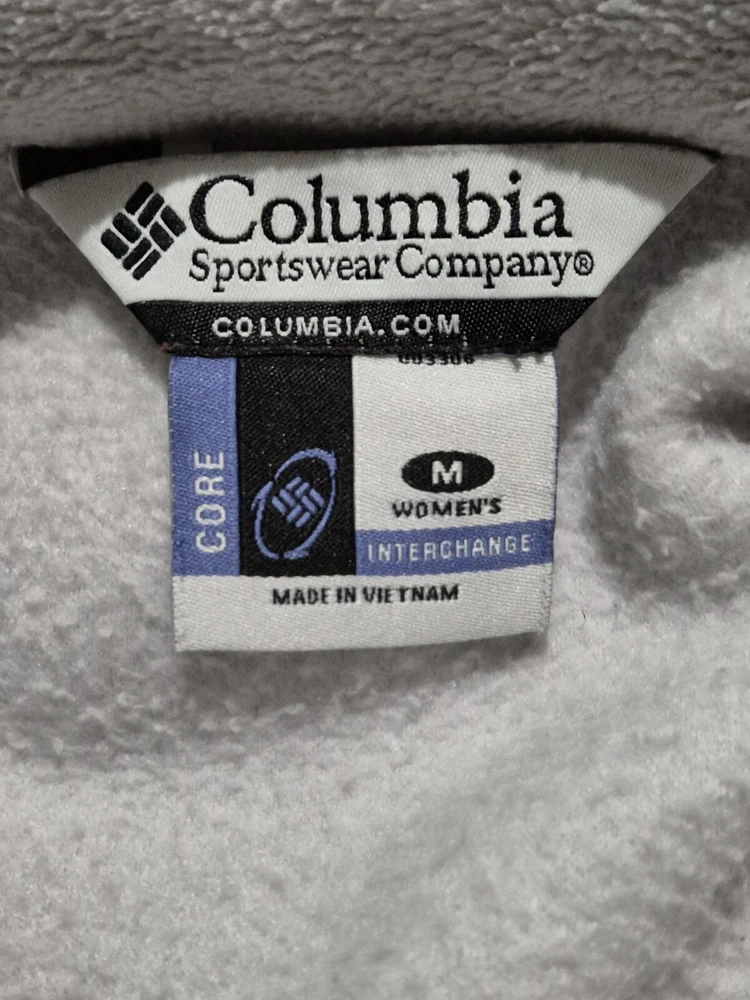 Columbia
Sportswear Company®
COLUMBIA.COM
CORE
M
WOMEN'S
INTERCHANGE
MADE IN VIETNAM